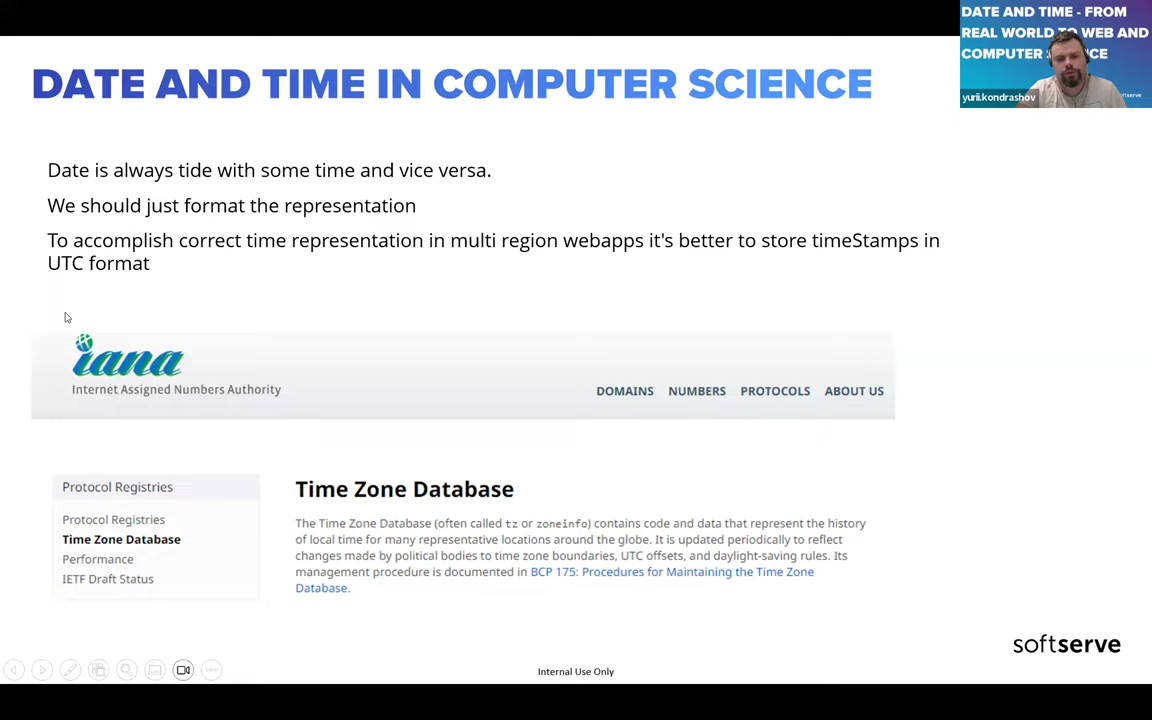 DATE AND TIME - FROM
REAL WORLD TO WEB AND
COMPUTER
yurii.kondrashov
softserve
DATE AND TIME IN COMPUTER SCIENCE
Date is always tide with some time and vice versa.
We should just format the representation
To accomplish correct time representation in multi region webapps it's better to store timeStamps in
UTC format
iana
Internet Assigned Numbers Authority
DOMAINS NUMBERS PROTOCOLS ABOUT US
Protocol Registries
Protocol Registries
Time Zone Database
Performance
IETF Draft Status
Time Zone Database
The Time Zone Database (often called tz or zoneinfo) contains code and data that represent the history
of local time for many representative locations around the globe. It is updated periodically to reflect
changes made by political bodies to time zone boundaries, UTC offsets, and daylight-saving rules. Its
management procedure is documented in BCP 175: Procedures for Maintaining the Time Zone
Database.
softserve
Internal Use Only